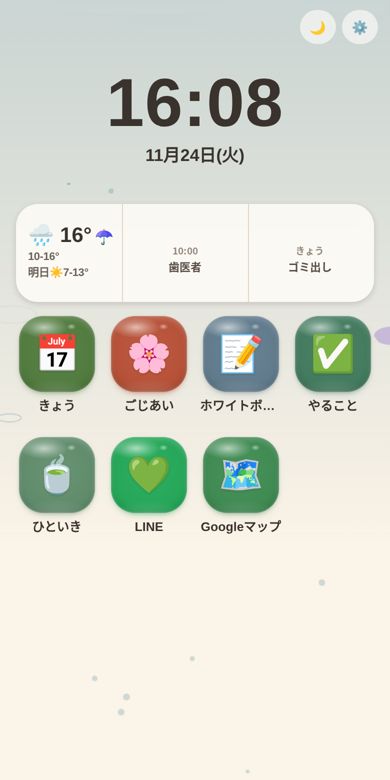 16:08
11月24日(火)
16°
10-16°
明日☀️7-13°
10:00
歯医者
きょう
ゴミ出し
July
17
きょう
ごじあい
ホワイトボ…
やること
ひといき
LINE
Googleマップ